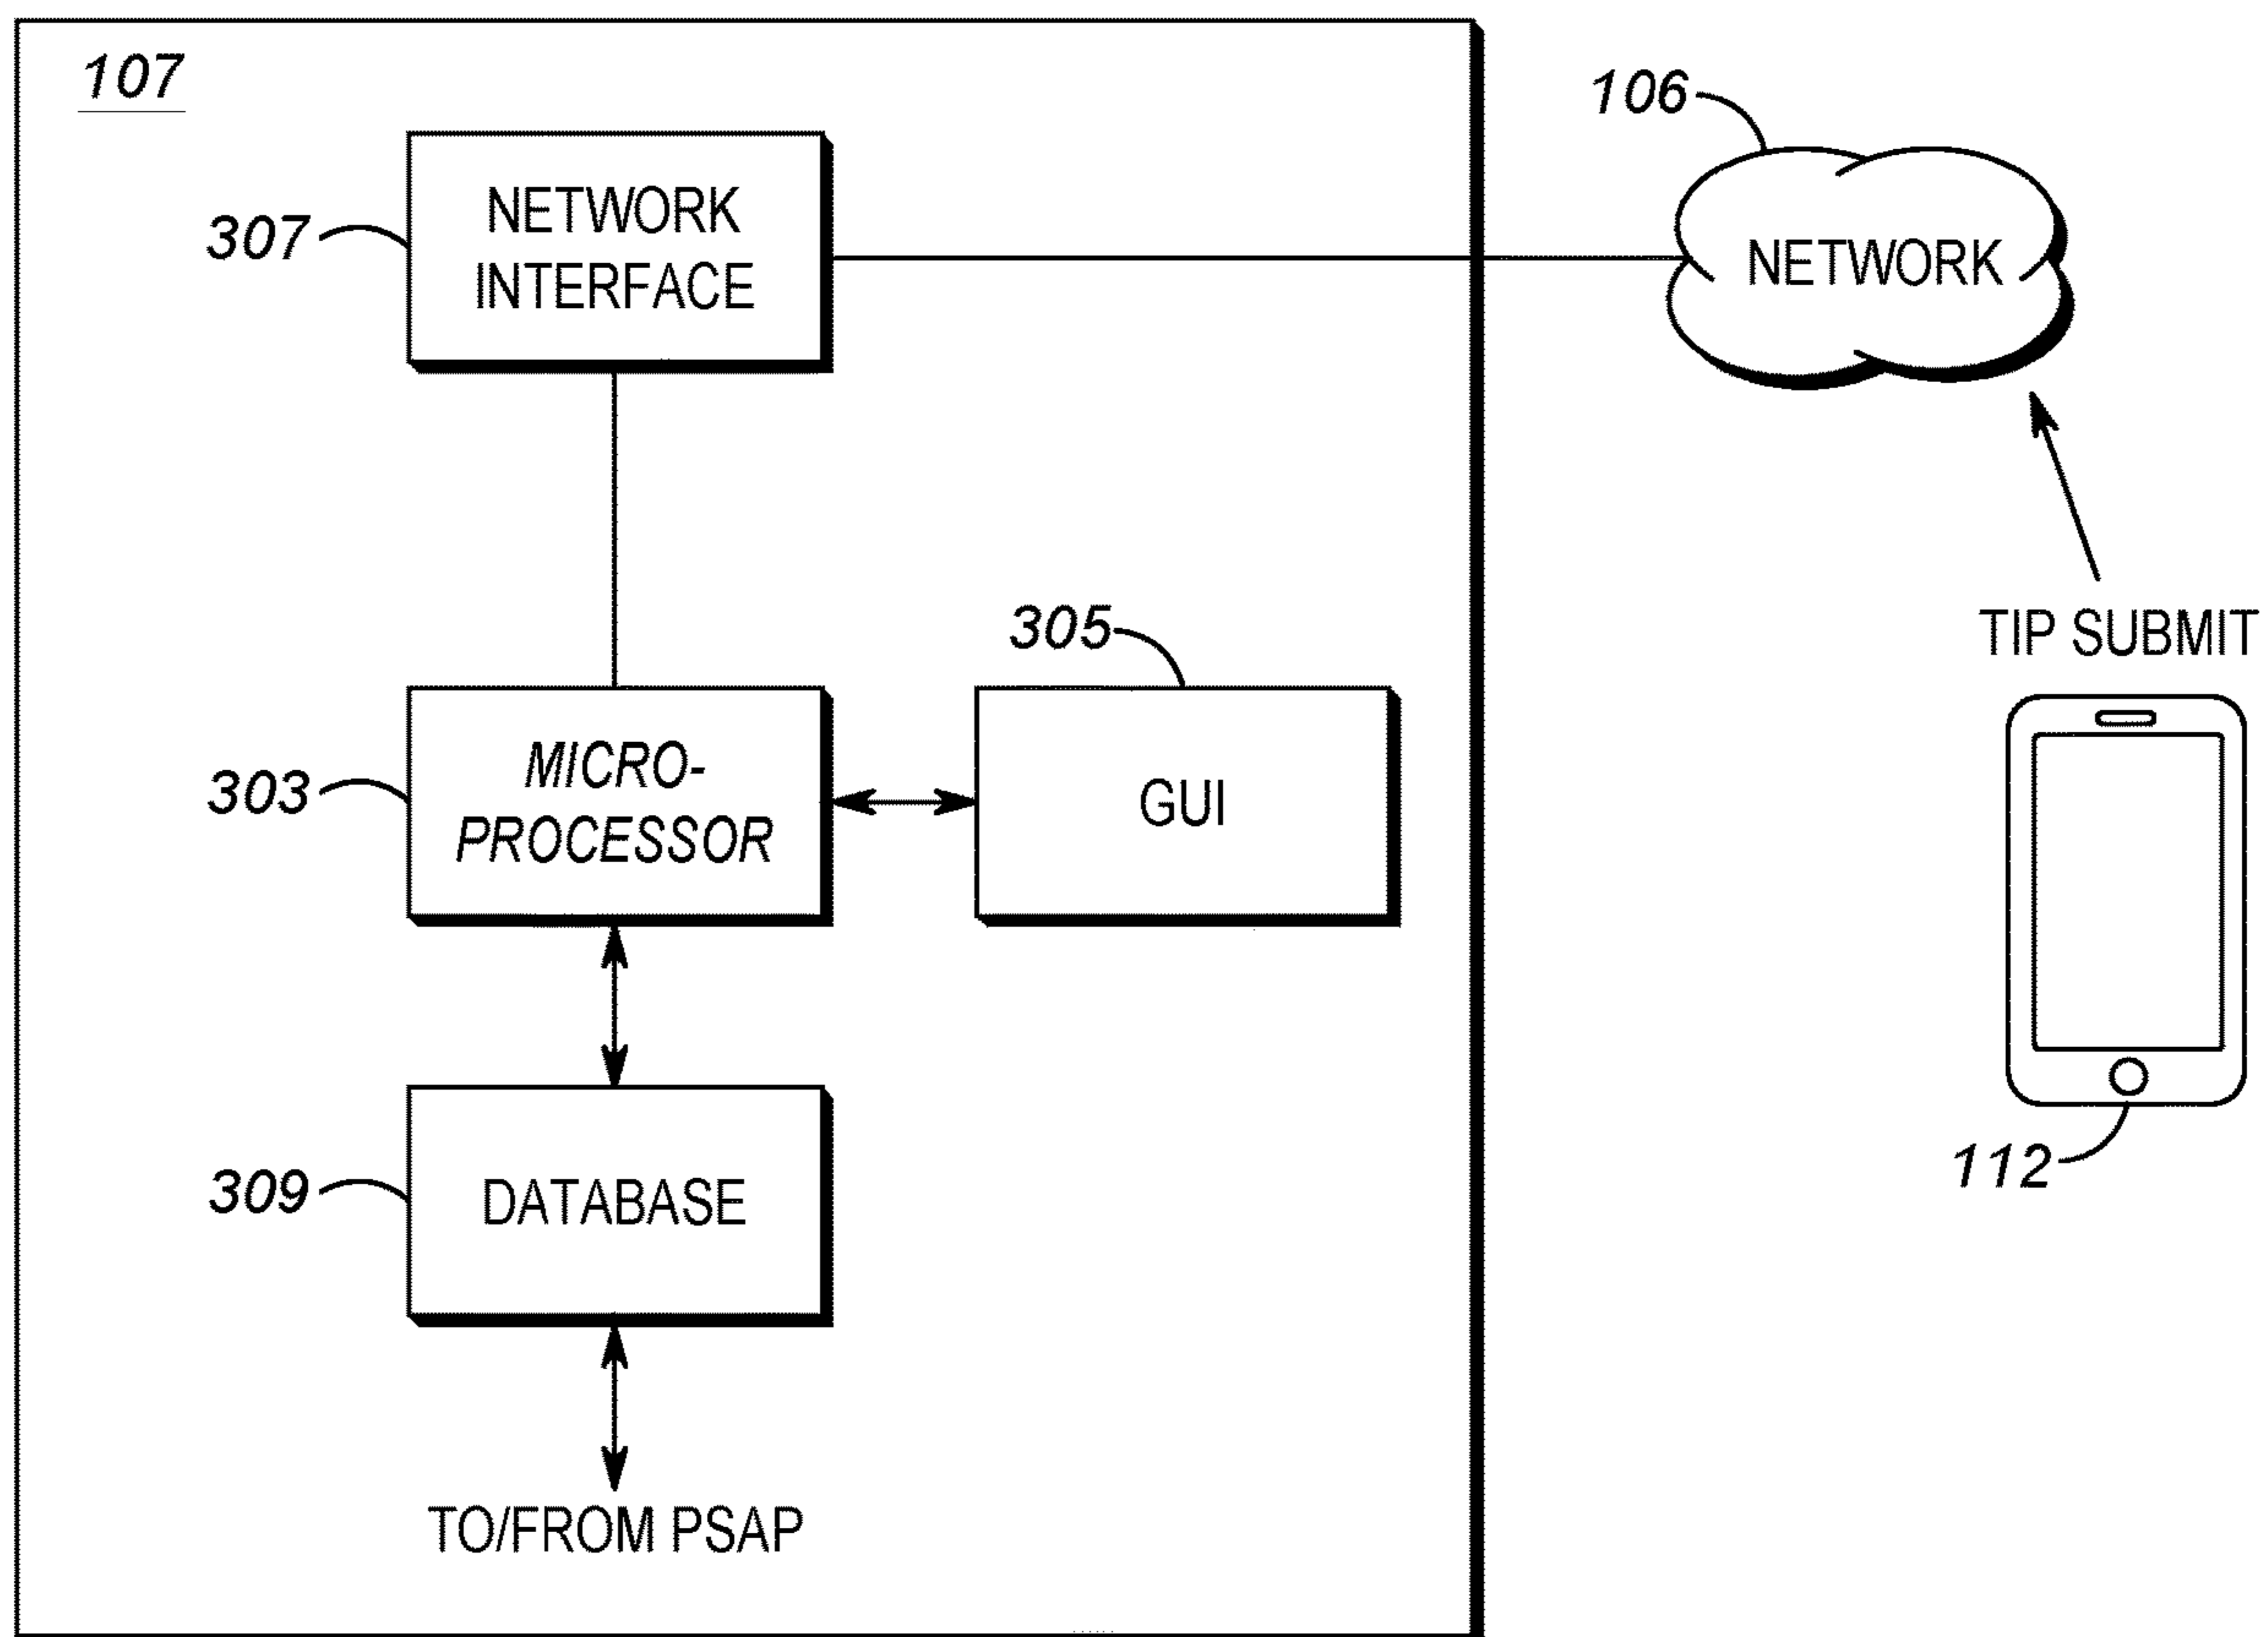 107
106
307
NETWORK
INTERFACE
NETWORK
305
TIP SUBMIT
303
MICRO-
PROCESSOR
GUI
309
DATABASE
112
TO/FROM PSAP